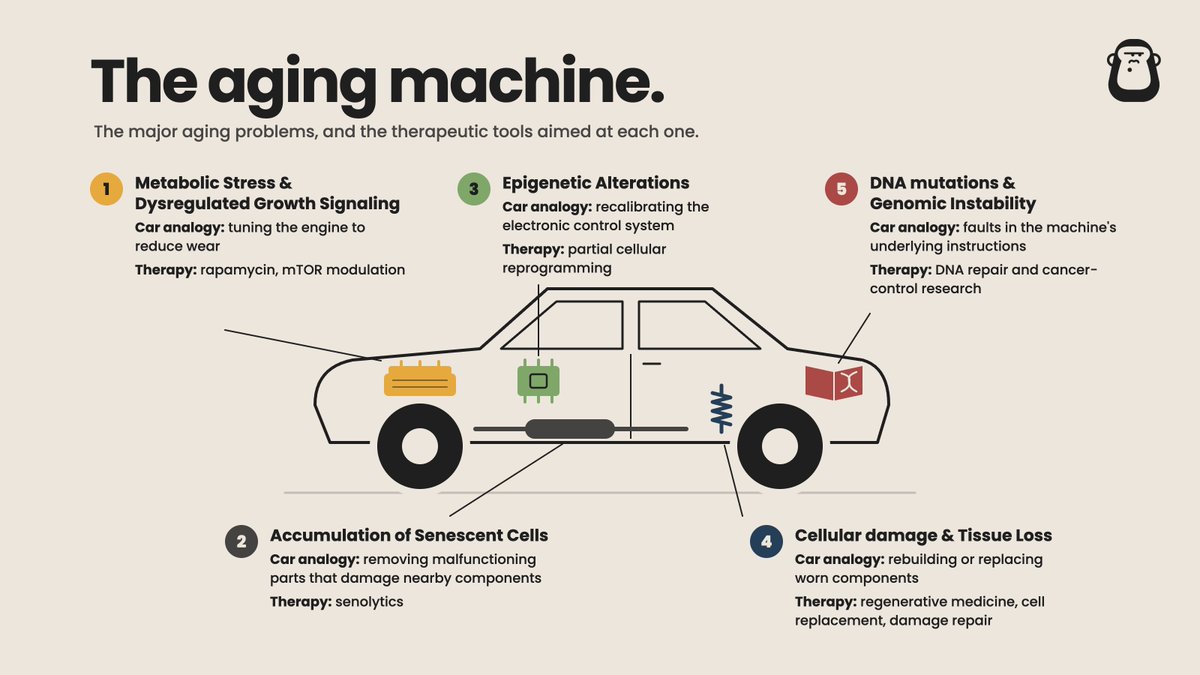 The aging machine.
The major aging problems, and the therapeutic tools aimed at each one.
1
Metabolic Stress &
Dysregulated Growth Signaling
Car analogy: tuning the engine to
reduce wear
Therapy: rapamycin, mTOR modulation
3
Epigenetic Alterations
Car analogy: recalibrating the
electronic control system
Therapy: partial cellular
reprogramming
5
DNA mutations &
Genomic Instability
Car analogy: faults in the machine's
underlying instructions
Therapy: DNA repair and cancer-
control research
2
Accumulation of Senescent Cells
Car analogy: removing malfunctioning
parts that damage nearby components
Therapy: senolytics
4
Cellular damage & Tissue Loss
Car analogy: rebuilding or replacing
worn components
Therapy: regenerative medicine, cell
replacement, damage repair